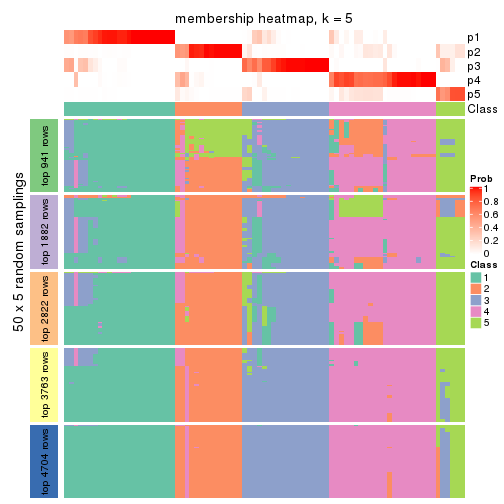 membership heatmap, k = 5
p1
p2
p3
p4
p5
Class
50 x 5 random samplings
top 941 rows
top 1882 rows
top 2822 rows
top 3763 rows
top 4704 rows
Prob
1
0.8
0.6
0.4
0.2
0
Class
1
2
3
4
5